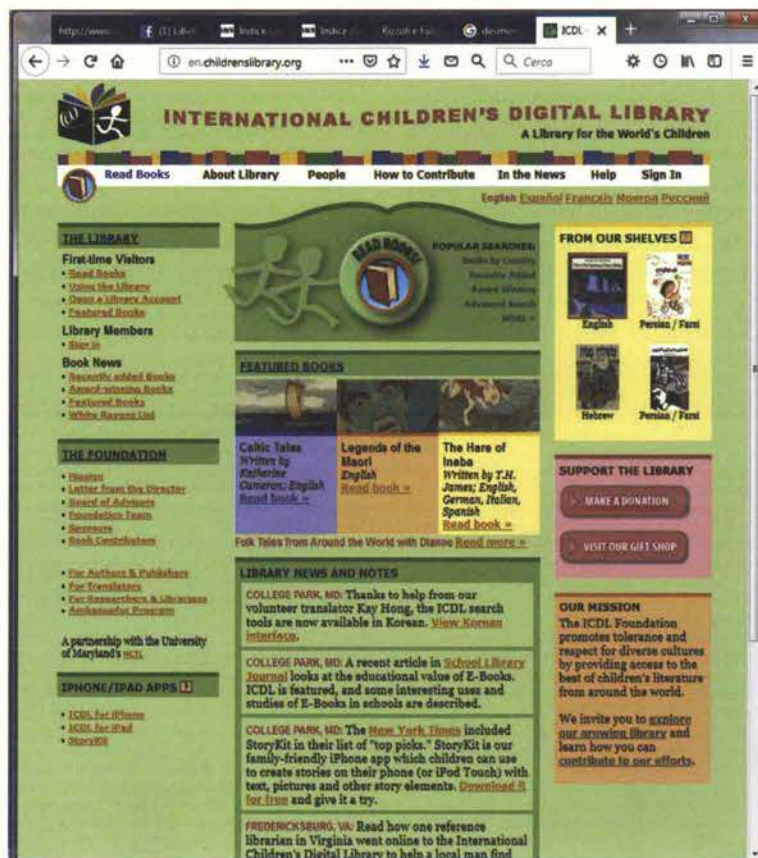 https://www.
Indice
Indice
ICDL
en.childrenslibrary.org
Cerca
INTERNATIONAL CHILDREN'S DIGITAL LIBRARY
A Library for the World's Children
Read Books About Library People How to Contribute In the News Help Sign In
English Español Français Монгол Русский
THE LIBRARY
First-time Visitors
• Read Books
• Using the Library
• Open a Library Account
• Featured Books
Library Members
• Sign In
Book News
• Recently added Books
• Award-winning Books
• Featured Books
• White Ravens List
THE FOUNDATION
• Mission
• Letter from the Director
• Board of Advisors
• Foundation Team
• Sponsors
• Book Contributors
• For Authors & Publishers
• For Translators
• For Researchers & Librarians
• Ambassador Program
A partnership with the University
of Maryland's HCIL
IPHONE/IPAD APPS
• ICDL for iPhone
• ICDL for iPad
• StoryKit
READ BOOKS!
POPULAR SEARCHES:
Books by Country
Recently Added
Award Winning
Advanced Search
MORE »
FEATURED BOOKS
Celtic Tales
Written by
Katherine
Cameron; English
Read book »
Legends of the
Maori
English
Read book »
The Hare of
Inaba
Written by T.H.
James; English,
German, Italian,
Spanish
Read book »
Folk Tales from Around the World with Dianne Read more »
LIBRARY NEWS AND NOTES
COLLEGE PARK, MD: Thanks to help from our
volunteer translator Kay Hong, the ICDL search
tools are now available in Korean. View Korean
interface.
COLLEGE PARK, MD: A recent article in School Library
Journal looks at the educational value of E-Books.
ICDL is featured, and some interesting uses and
studies of E-Books in schools are described.
COLLEGE PARK, MD: The New York Times included
StoryKit in their list of "top picks." StoryKit is our
family-friendly iPhone app which children can use
to create stories on their phone (or iPod Touch) with
text, pictures and other story elements. Download it
for free and give it a try.
FREDERICKSBURG, VA: Read how one reference
librarian in Virginia went online to the International
Children's Digital Library to help a local man find
FROM OUR SHELVES
English
Persian / Farsi
Hebrew
Persian / Farsi
SUPPORT THE LIBRARY
MAKE A DONATION
VISIT OUR GIFT SHOP
OUR MISSION
The ICDL Foundation
promotes tolerance and
respect for diverse cultures
by providing access to the
best of children's literature
from around the world.
We invite you to explore
our growing library and
learn how you can
contribute to our efforts.